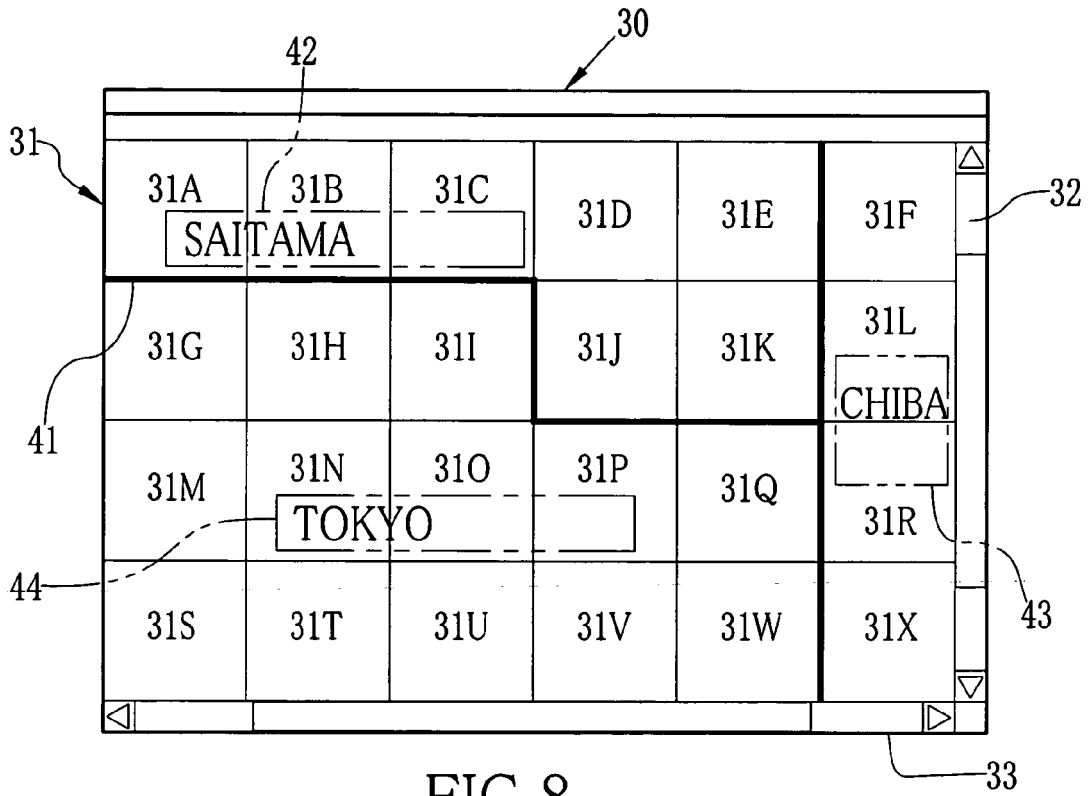 30
42
31
31A 31B 31C 31D 31E 31F
32
SAITAMA
31G 31H 31I 31J 31K 31L
CHIBA
41
31M 31N 31O 31P 31Q 31R
TOKYO
44
43
31S 31T 31U 31V 31W 31X
33
FIG. 8